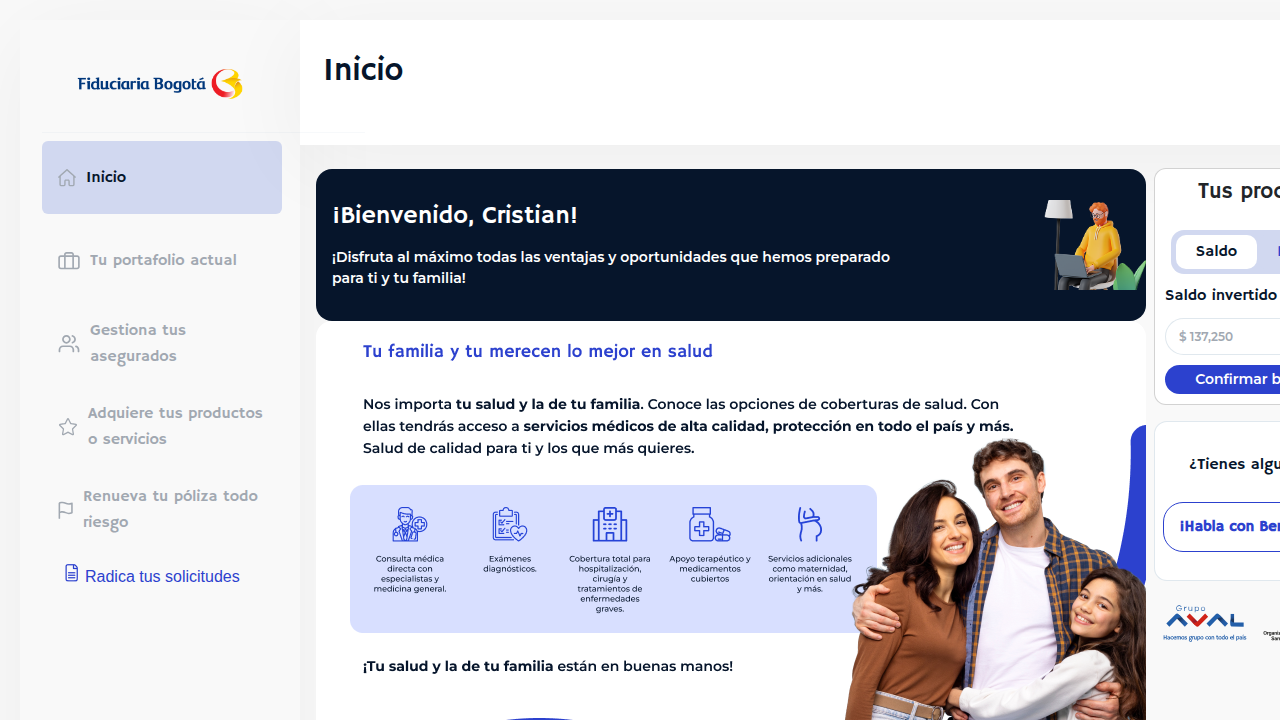 Fiduciaria Bogotá
Inicio
Tu portafolio actual
Gestiona tus
asegurados
Adquiere tus productos
o servicios
Renueva tu póliza todo
riesgo
Radica tus solicitudes
Inicio
¡Bienvenido, Cristian!
¡Disfruta al máximo todas las ventajas y oportunidades que hemos preparado
para ti y tu familia!
Tu familia y tu merecen lo mejor en salud
Nos importa tu salud y la de tu familia. Conoce las opciones de coberturas de salud. Con
ellas tendrás acceso a servicios médicos de alta calidad, protección en todo el país y más.
Salud de calidad para ti y los que más quieres.
Consulta médica
directa con
especialistas y
medicina general.
Exámenes
diagnósticos.
Cobertura total para
hospitalización,
cirugía y
tratamientos de
enfermedades
graves.
Apoyo terapéutico y
medicamentos
cubiertos
Servicios adicionales
como maternidad,
orientación en salud
y más.
¡Tu salud y la de tu familia están en buenas manos!
Tus
Saldo
Saldo invertido
$ 137,250
Confirmar
¿Tienes
¡Habla con
Grupo
AVAL
Hacemos grupo con todo el país